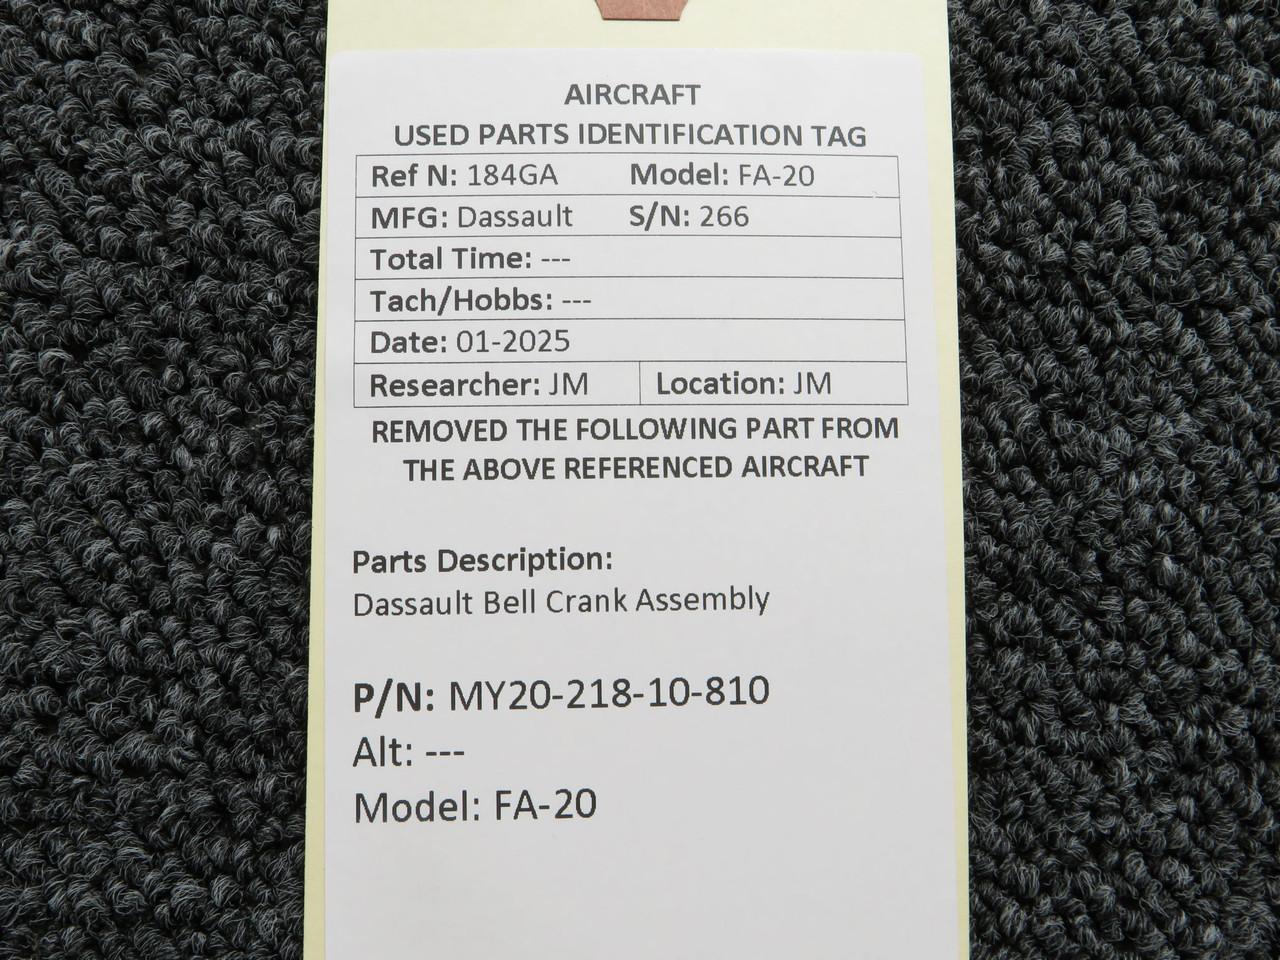 AIRCRAFT
USED PARTS IDENTIFICATION TAG
Ref N: 184GA Model: FA-20
MFG: Dassault S/N: 266
Total Time: ---
Tach/Hobbs: ---
Date: 01-2025
Researcher: JM Location: JM
REMOVED THE FOLLOWING PART FROM
THE ABOVE REFERENCED AIRCRAFT
Parts Description:
Dassault Bell Crank Assembly
P/N: MY20-218-10-810
Alt: ---
Model: FA-20